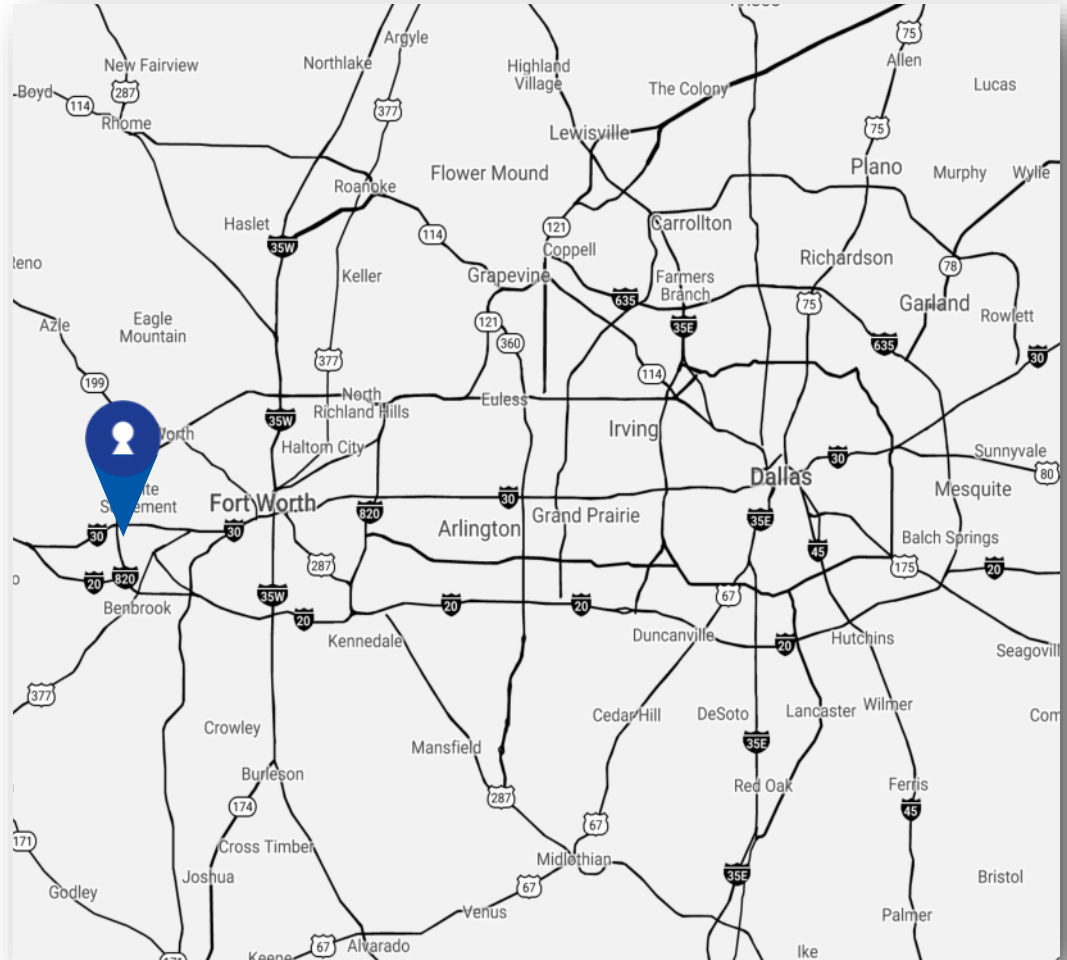 Argyle
75
New Fairview
Northlake
Allen
Highland
Village
Lucas
287
The Colony
Boyd
114
377
Rhome
75
Lewisville
Plano
Flower Mound
Murphy
Wylie
Roanoke
Haslet
121
Carrollton
114
35W
Coppell
Richardson
78
Keller
Grapevine
Farmers
Branch
635
75
Garland
Rowlett
Azle
Eagle
Mountain
121
35E
360
635
30
377
114
199
North
Richland Hills
Euless
35W
Irving
Haltom City
30
Sunnyvale
80
Dallas
Mesquite
Fort Worth
30
820
Arlington
Grand Prairie
35E
30
30
Balch Springs
45
287
175
20
20
820
35W
67
Benbrook
20
20
20
Kennedale
Duncanville
Hutchins
20
377
Cedar Hill
DeSoto
Lancaster
Wilmer
Crowley
Mansfield
35E
Burleson
Red Oak
Ferris
287
174
45
67
171
Cross Timber
Midlothian
35E
Joshua
Bristol
Godley
67
Venus
Palmer
67
Alvarado
Keene
Ike